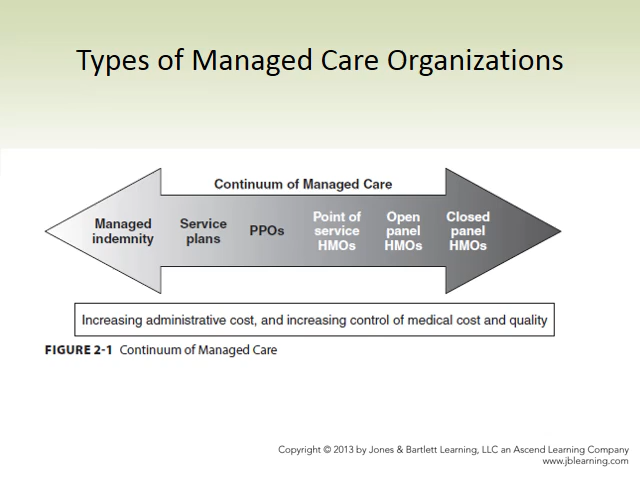 Types of Managed Care Organizations
Continuum of Managed Care
Managed indemnity
Service plans
PPOs
Point of service HMOs
Open panel HMOs
Closed panel HMOs
Increasing administrative cost, and increasing control of medical cost and quality
FIGURE 2-1 Continuum of Managed Care
Copyright © 2013 by Jones & Bartlett Learning, LLC an Ascend Learning Company
www.jblearning.com